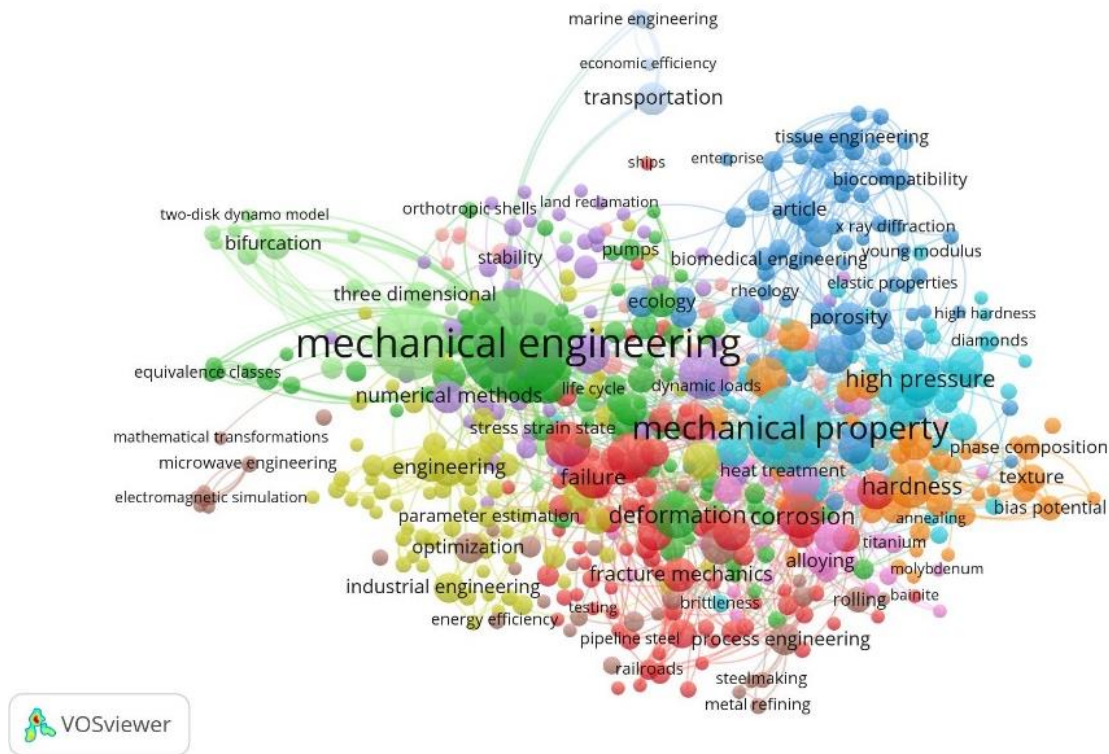 marine engineering
economic efficiency
transportation
tissue engineering
ships
enterprise
biocompatibility
two-disk dynamo model
orthotropic shells
land reclamation
article
bifurcation
x ray diffraction
stability
pumps
biomedical engineering
young modulus
elastic properties
three dimensional
ecology
rheology
porosity
high hardness
mechanical engineering
diamonds
equivalence classes
life cycle
dynamic loads
high pressure
numerical methods
stress strain state
mechanical property
mathematical transformations
phase composition
microwave engineering
engineering
failure
heat treatment
texture
hardness
electromagnetic simulation
bias potential
parameter estimation
deformation
corrosion
annealing
optimization
titanium
alloying
molybdenum
fracture mechanics
industrial engineering
bainite
brittleness
rolling
testing
energy efficiency
pipeline steel
process engineering
railroads
steelmaking
metal refining
VOSviewer